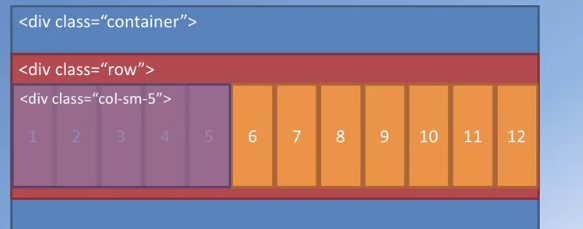 <div class=“container”>
<div class=“row”>
<div class=“col-sm-5”>
1 2 3 4 5 6 7 8 9 10 11 12